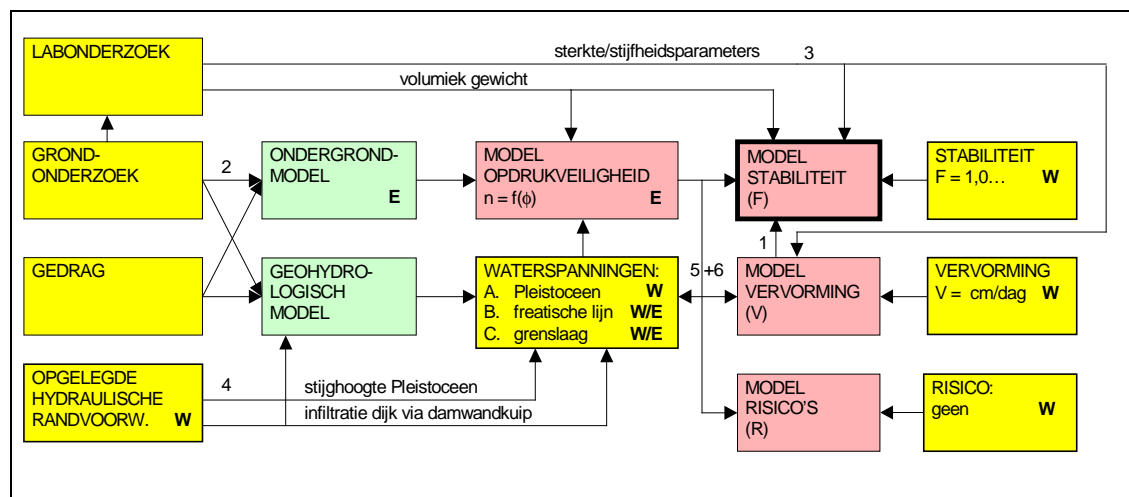 LABONDERZOEK
sterkte/stijfheidsparameters 3
volumiek gewicht
GROND-
ONDERZOEK
2
ONDERGROND-
MODEL
E
MODEL
OPDRUKVEILIGHEID
n = f(ϕ) E
MODEL
STABILITEIT
(F)
STABILITEIT
F = 1,0... W
1
GEDRAG
GEOHYDRO-
LOGISCH
MODEL
WATERSPANNINGEN:
A. Pleistoceen W
B. freatische lijn W/E
C. grenslaag W/E
5 +6
MODEL
VERVORMING
(V)
VERVORMING
V = cm/dag W
OPGELEGDE
HYDRAULISCHE
RANDVOORW. W
4
stijghoogte Pleistoceen
infiltratie dijk via damwandkuip
MODEL
RISICO'S
(R)
RISICO:
geen W